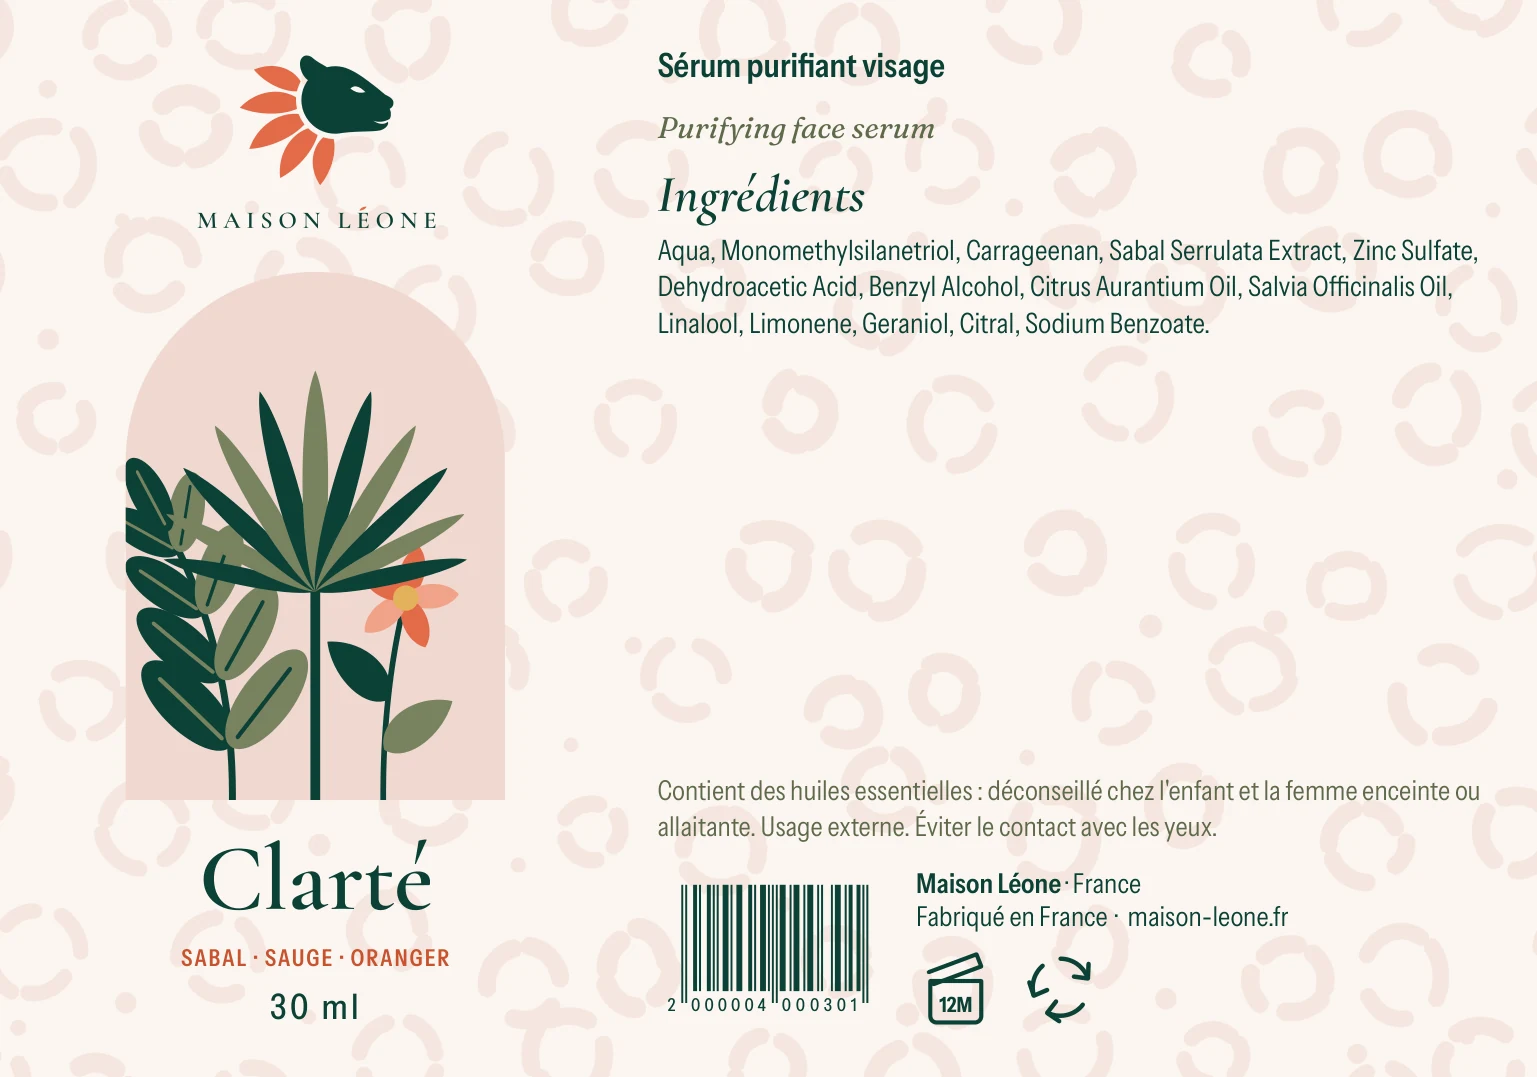 MAISON LÉONE
Clarté
SABAL · SAUGE · ORANGER
30 ml
Sérum purifiant visage
Purifying face serum
Ingrédients
Aqua, Monomethylsilanetriol, Carrageenan, Sabal Serrulata Extract, Zinc Sulfate,
Dehydroacetic Acid, Benzyl Alcohol, Citrus Aurantium Oil, Salvia Officinalis Oil,
Linalool, Limonene, Geraniol, Citral, Sodium Benzoate.
Contient des huiles essentielles : déconseillé chez l'enfant et la femme enceinte ou
allaitante. Usage externe. Éviter le contact avec les yeux.
2 000004 000301
Maison Léone · France
Fabriqué en France · maison-leone.fr
12M